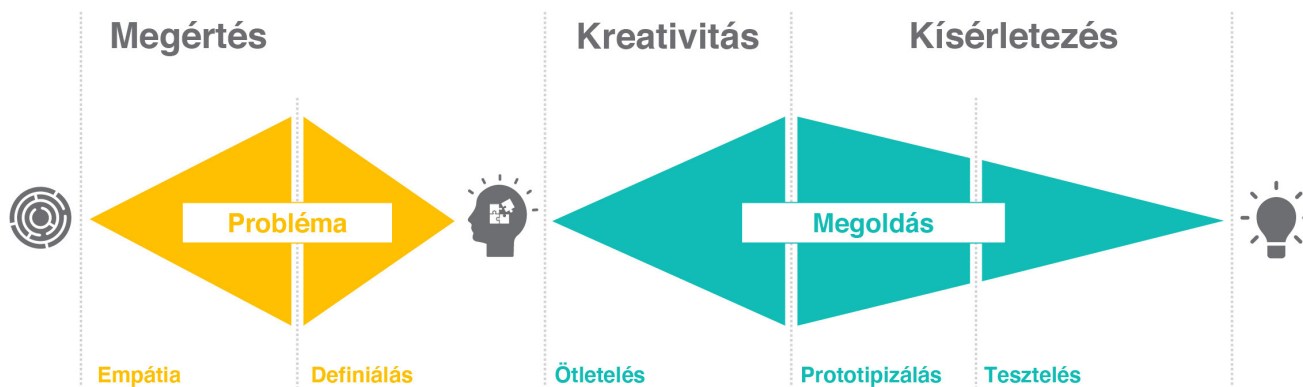 Megértés
Kreativitás
Kísérletezés
Probléma
Megoldás
Empátia
Definiálás
Ötletelés
Prototipizálás
Tesztelés